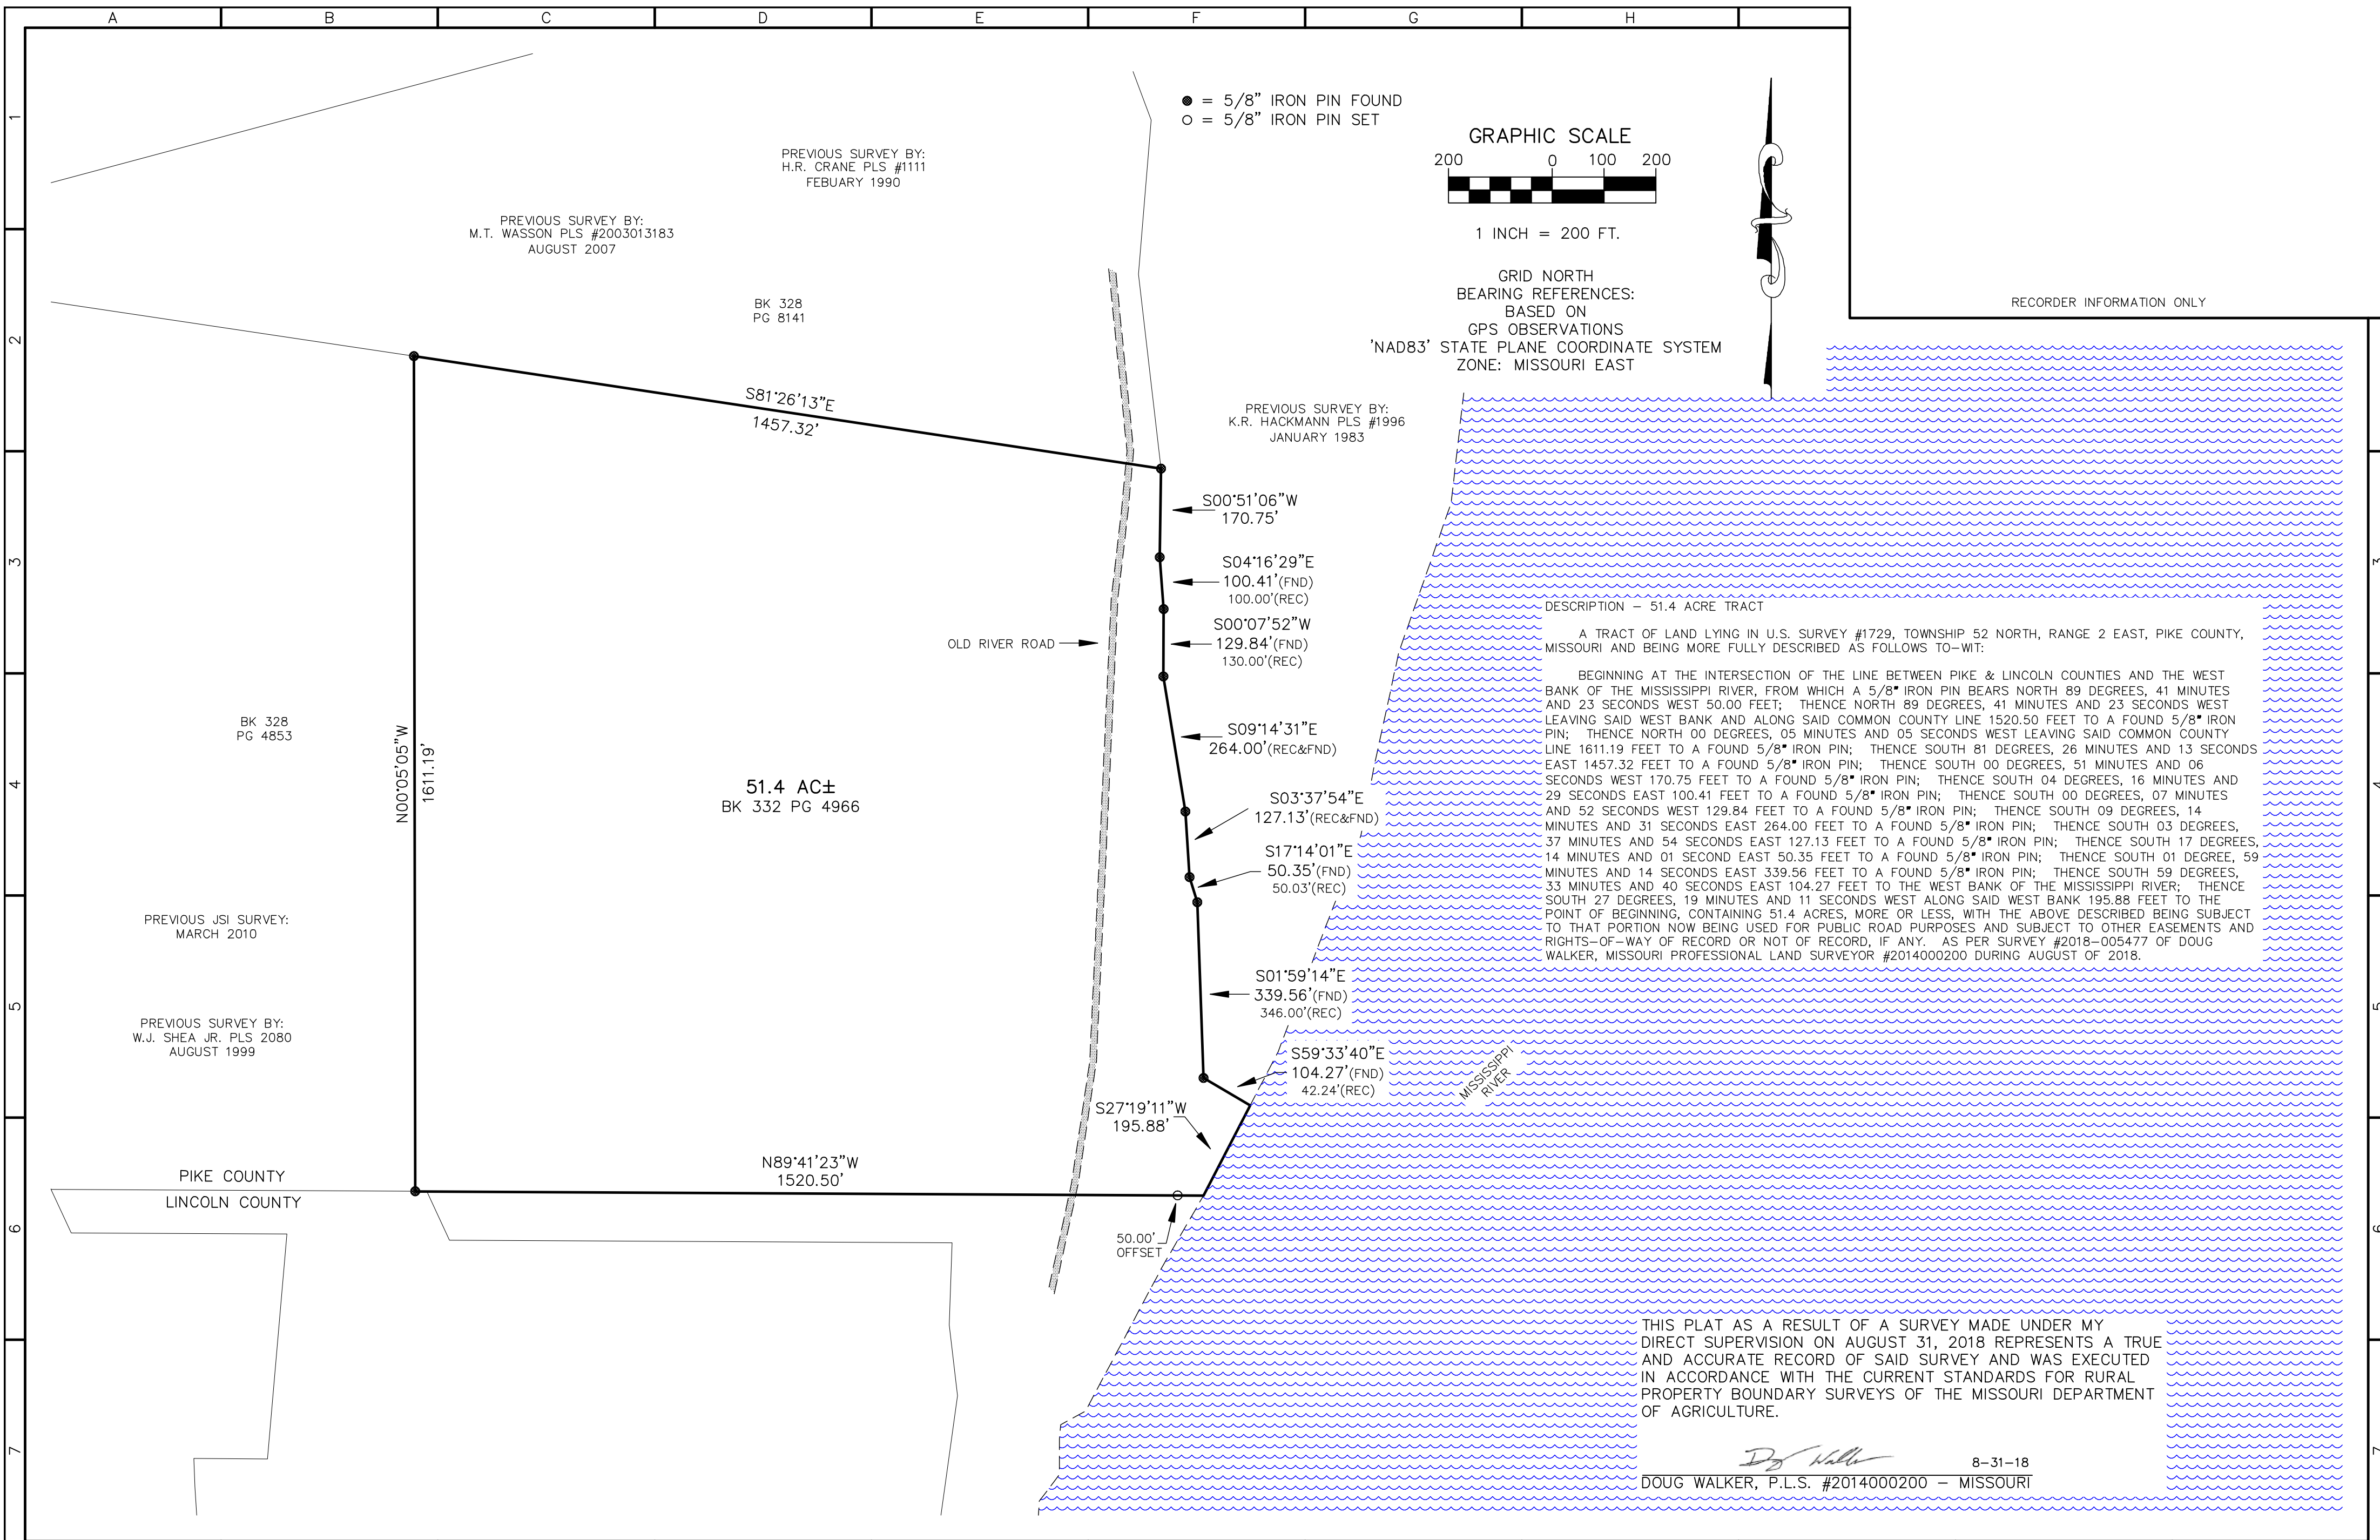 A B C D E F G H
1
2
3
4
5
6
7
3
4
5
6
7
● = 5/8" IRON PIN FOUND
○ = 5/8" IRON PIN SET
GRAPHIC SCALE
200 0 100 200
1 INCH = 200 FT.
GRID NORTH
BEARING REFERENCES:
BASED ON
GPS OBSERVATIONS
'NAD83' STATE PLANE COORDINATE SYSTEM
ZONE: MISSOURI EAST
RECORDER INFORMATION ONLY
PREVIOUS SURVEY BY:
H.R. CRANE PLS #1111
FEBUARY 1990
PREVIOUS SURVEY BY:
M.T. WASSON PLS #2003013183
AUGUST 2007
BK 328
PG 8141
S81°26'13"E
1457.32'
PREVIOUS SURVEY BY:
K.R. HACKMANN PLS #1996
JANUARY 1983
S00°51'06"W
170.75'
S04°16'29"E
100.41'(FND)
100.00'(REC)
S00°07'52"W
129.84'(FND)
130.00'(REC)
OLD RIVER ROAD
S09°14'31"E
264.00'(REC&FND)
S03°37'54"E
127.13'(REC&FND)
S17°14'01"E
50.35'(FND)
50.03'(REC)
S01°59'14"E
339.56'(FND)
346.00'(REC)
S59°33'40"E
104.27'(FND)
42.24'(REC)
S27°19'11"W
195.88'
N89°41'23"W
1520.50'
50.00'
OFFSET
N00°05'05"W
1611.19'
51.4 AC±
BK 332 PG 4966
BK 328
PG 4853
PREVIOUS JSI SURVEY:
MARCH 2010
PREVIOUS SURVEY BY:
W.J. SHEA JR. PLS 2080
AUGUST 1999
PIKE COUNTY
LINCOLN COUNTY
MISSISSIPPI
RIVER
DESCRIPTION – 51.4 ACRE TRACT
A TRACT OF LAND LYING IN U.S. SURVEY #1729, TOWNSHIP 52 NORTH, RANGE 2 EAST, PIKE COUNTY,
MISSOURI AND BEING MORE FULLY DESCRIBED AS FOLLOWS TO–WIT:
BEGINNING AT THE INTERSECTION OF THE LINE BETWEEN PIKE & LINCOLN COUNTIES AND THE WEST
BANK OF THE MISSISSIPPI RIVER, FROM WHICH A 5/8" IRON PIN BEARS NORTH 89 DEGREES, 41 MINUTES
AND 23 SECONDS WEST 50.00 FEET; THENCE NORTH 89 DEGREES, 41 MINUTES AND 23 SECONDS WEST
LEAVING SAID WEST BANK AND ALONG SAID COMMON COUNTY LINE 1520.50 FEET TO A FOUND 5/8" IRON
PIN; THENCE NORTH 00 DEGREES, 05 MINUTES AND 05 SECONDS WEST LEAVING SAID COMMON COUNTY
LINE 1611.19 FEET TO A FOUND 5/8" IRON PIN; THENCE SOUTH 81 DEGREES, 26 MINUTES AND 13 SECONDS
EAST 1457.32 FEET TO A FOUND 5/8" IRON PIN; THENCE SOUTH 00 DEGREES, 51 MINUTES AND 06
SECONDS WEST 170.75 FEET TO A FOUND 5/8" IRON PIN; THENCE SOUTH 04 DEGREES, 16 MINUTES AND
29 SECONDS EAST 100.41 FEET TO A FOUND 5/8" IRON PIN; THENCE SOUTH 00 DEGREES, 07 MINUTES
AND 52 SECONDS WEST 129.84 FEET TO A FOUND 5/8" IRON PIN; THENCE SOUTH 09 DEGREES, 14
MINUTES AND 31 SECONDS EAST 264.00 FEET TO A FOUND 5/8" IRON PIN; THENCE SOUTH 03 DEGREES,
37 MINUTES AND 54 SECONDS EAST 127.13 FEET TO A FOUND 5/8" IRON PIN; THENCE SOUTH 17 DEGREES,
14 MINUTES AND 01 SECOND EAST 50.35 FEET TO A FOUND 5/8" IRON PIN; THENCE SOUTH 01 DEGREE, 59
MINUTES AND 14 SECONDS EAST 339.56 FEET TO A FOUND 5/8" IRON PIN; THENCE SOUTH 59 DEGREES,
33 MINUTES AND 40 SECONDS EAST 104.27 FEET TO THE WEST BANK OF THE MISSISSIPPI RIVER; THENCE
SOUTH 27 DEGREES, 19 MINUTES AND 11 SECONDS WEST ALONG SAID WEST BANK 195.88 FEET TO THE
POINT OF BEGINNING, CONTAINING 51.4 ACRES, MORE OR LESS, WITH THE ABOVE DESCRIBED BEING SUBJECT
TO THAT PORTION NOW BEING USED FOR PUBLIC ROAD PURPOSES AND SUBJECT TO OTHER EASEMENTS AND
RIGHTS–OF–WAY OF RECORD OR NOT OF RECORD, IF ANY. AS PER SURVEY #2018–005477 OF DOUG
WALKER, MISSOURI PROFESSIONAL LAND SURVEYOR #2014000200 DURING AUGUST OF 2018.
THIS PLAT AS A RESULT OF A SURVEY MADE UNDER MY
DIRECT SUPERVISION ON AUGUST 31, 2018 REPRESENTS A TRUE
AND ACCURATE RECORD OF SAID SURVEY AND WAS EXECUTED
IN ACCORDANCE WITH THE CURRENT STANDARDS FOR RURAL
PROPERTY BOUNDARY SURVEYS OF THE MISSOURI DEPARTMENT
OF AGRICULTURE.
8–31–18
DOUG WALKER, P.L.S. #2014000200 – MISSOURI